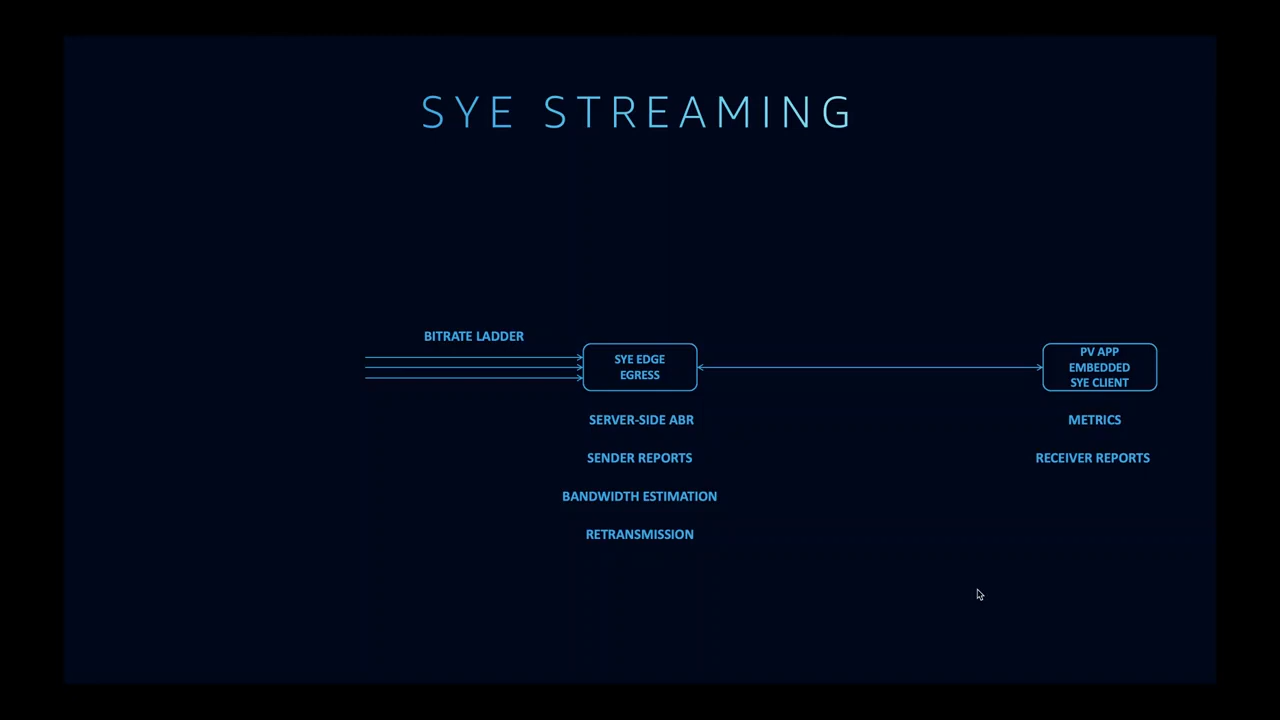 SYE STREAMING
BITRATE LADDER
SYE EDGE
EGRESS
PV APP
EMBEDDED
SYE CLIENT
SERVER-SIDE ABR
METRICS
SENDER REPORTS
RECEIVER REPORTS
BANDWIDTH ESTIMATION
RETRANSMISSION